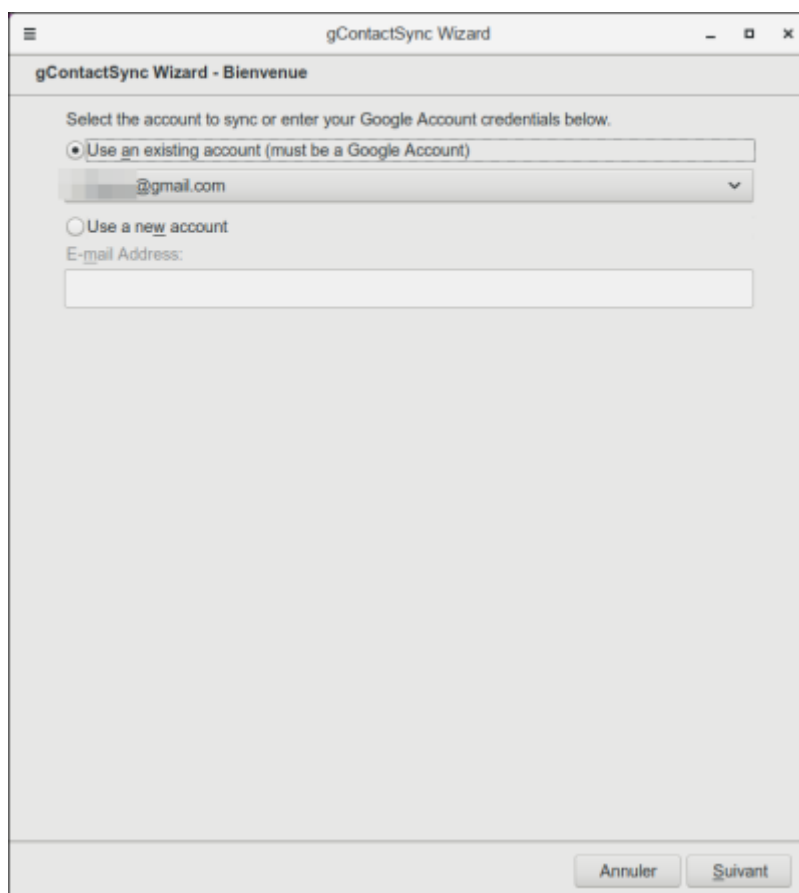 gContactSync Wizard
gContactSync Wizard - Bienvenue
Select the account to sync or enter your Google Account credentials below.
Use an existing account (must be a Google Account)
@gmail.com
Use a new account
E-mail Address:
Annuler Suivant